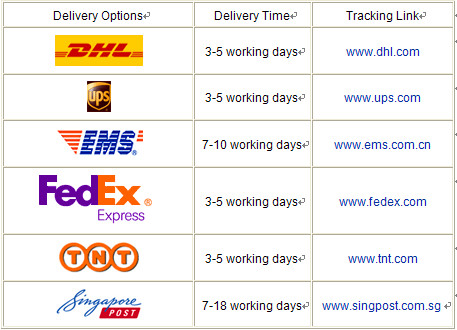 Delivery Options Delivery Time Tracking Link
DHL 3-5 working days www.dhl.com
ups 3-5 working days www.ups.com
EMS® 7-10 working days www.ems.com.cn
FedEx® 3-5 working days www.fedex.com
Express
TNT 3-5 working days www.tnt.com
Singapore 7-18 working days www.singpost.com.sg
POST